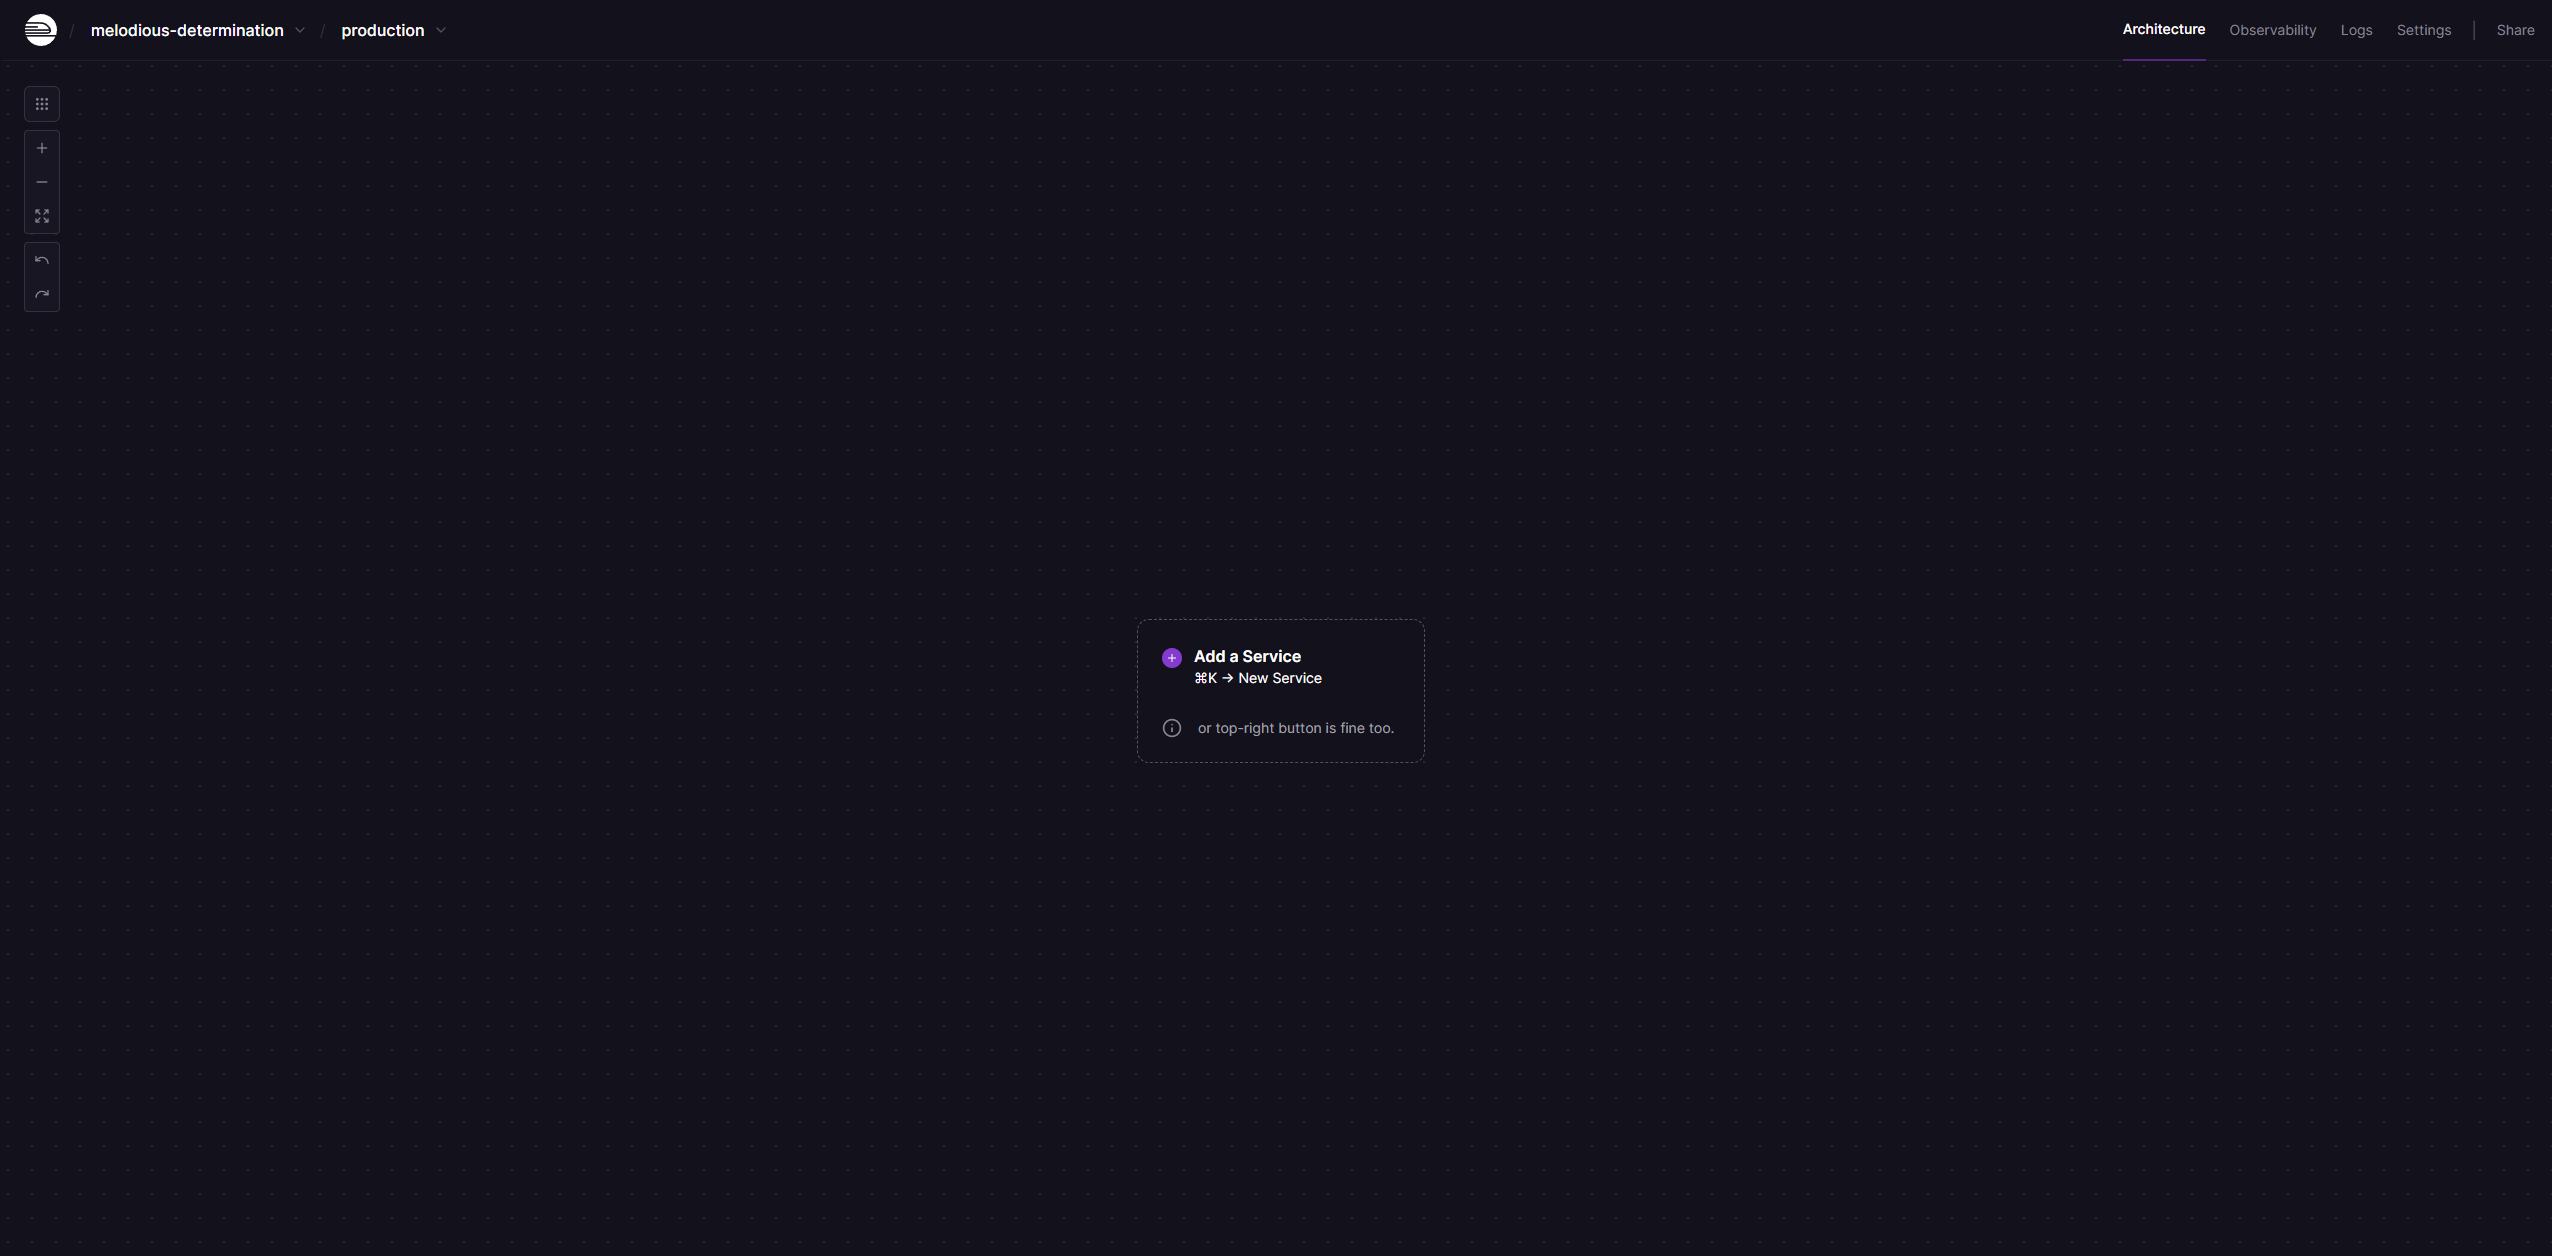 / melodious-determination / production
Architecture Observability Logs Settings | Share
Add a Service
⌘K → New Service
or top-right button is fine too.